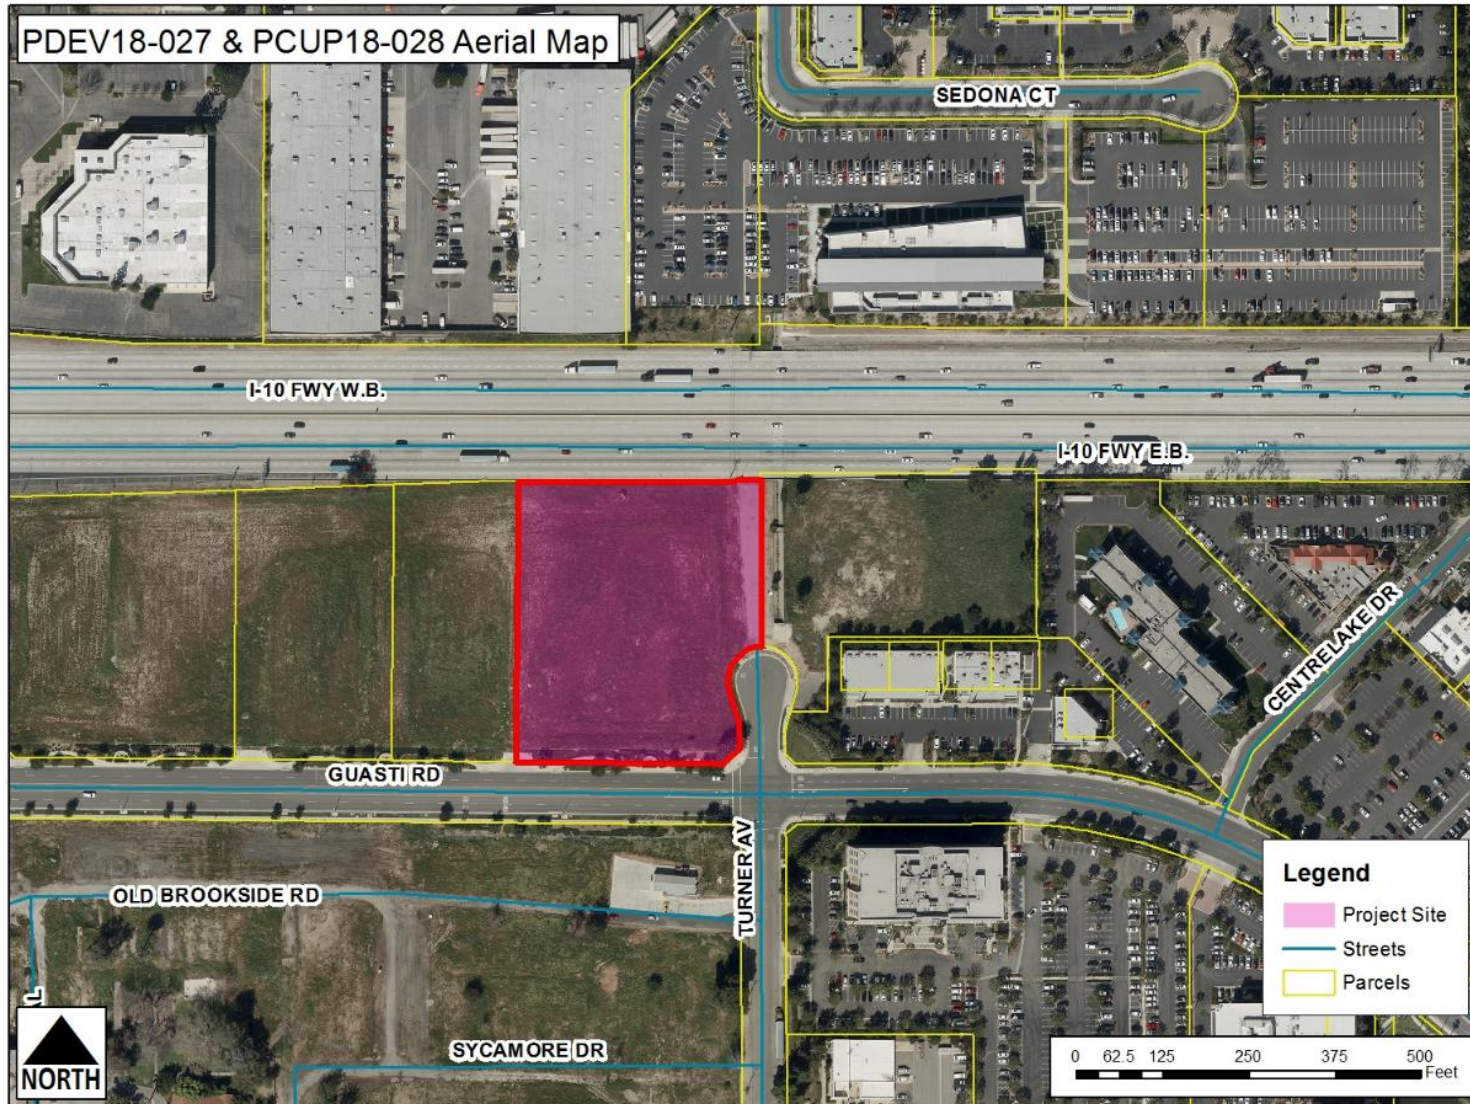 PDEV18-027 & PCUP18-028 Aerial Map
SEDONA CT
I-10 FWY W.B.
I-10 FWY E.B.
CENTRELAKE DR
GUASTI RD
TURNER AV
OLD BROOKSIDE RD
L
SYCAMORE DR
NORTH
Legend
Project Site
Streets
Parcels
0 62.5 125 250 375 500
Feet